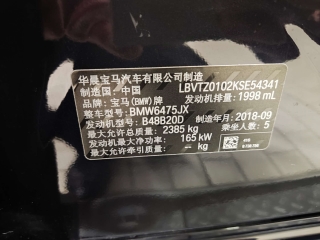 华晨宝马汽车有限公司制造
制造国:中国 LBVTZ0102KSE54341
品牌:宝马(BMW)牌 发动机排量:1998 mL
整车型号:BMW6475JX
发动机型号:B48B20D 制造年月:2018-09
最大允许总质量:2385 kg 乘坐人数:5
发动机最大净功率:165 kW
最大允许牵引质量: -- kg